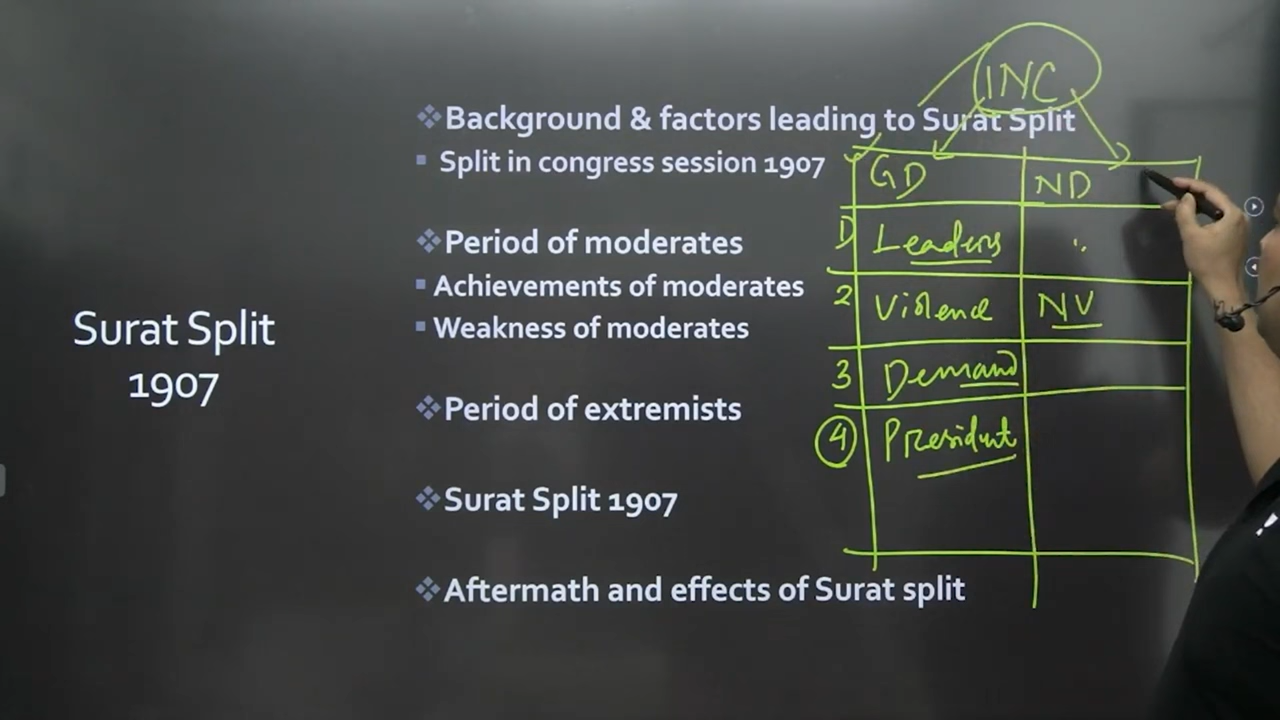 Surat Split
1907
❖ Background & factors leading to Surat Split
▪ Split in congress session 1907
❖ Period of moderates
▪ Achievements of moderates
▪ Weakness of moderates
❖ Period of extremists
❖ Surat Split 1907
❖ Aftermath and effects of Surat split
INC
GD ND
1) Leaders "
2 Violence NV
3 Demand
4 President